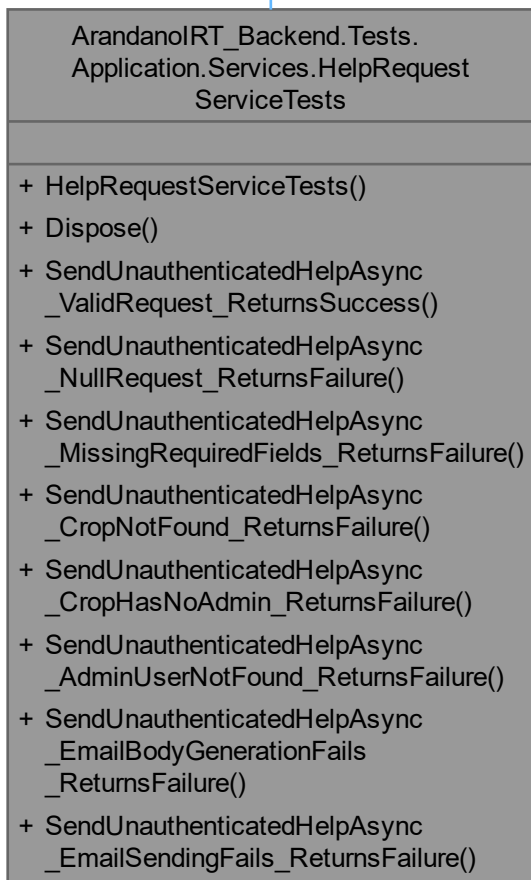 ArandanoIRT_Backend.Tests.
Application.Services.HelpRequest
ServiceTests
+ HelpRequestServiceTests()
+ Dispose()
+ SendUnauthenticatedHelpAsync
_ValidRequest_ReturnsSuccess()
+ SendUnauthenticatedHelpAsync
_NullRequest_ReturnsFailure()
+ SendUnauthenticatedHelpAsync
_MissingRequiredFields_ReturnsFailure()
+ SendUnauthenticatedHelpAsync
_CropNotFound_ReturnsFailure()
+ SendUnauthenticatedHelpAsync
_CropHasNoAdmin_ReturnsFailure()
+ SendUnauthenticatedHelpAsync
_AdminUserNotFound_ReturnsFailure()
+ SendUnauthenticatedHelpAsync
_EmailBodyGenerationFails
_ReturnsFailure()
+ SendUnauthenticatedHelpAsync
_EmailSendingFails_ReturnsFailure()